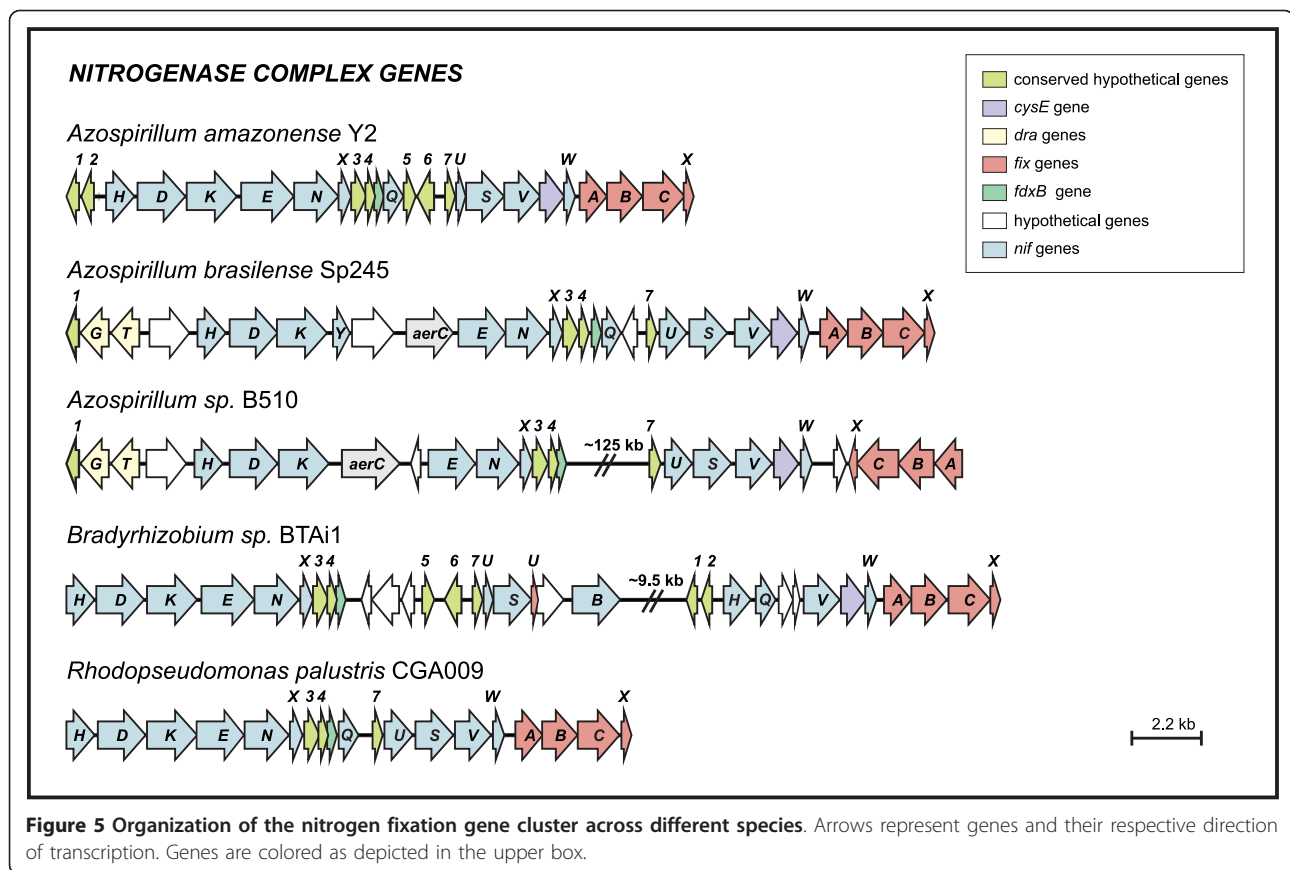 NITROGENASE COMPLEX GENES
conserved hypothetical genes
cysE gene
dra genes
fix genes
fdxB gene
hypothetical genes
nif genes
Azospirillum amazonense Y2
1 2 X 3 4 5 6 7 U W X
H D K E N Q S V A B C
Azospirillum brasilense Sp245
1 X 3 4 7 W X
G T H D K Y aerC E N Q U S V A B C
Azospirillum sp. B510
1 X 3 4 ~125 kb 7 W X
G T H D K aerC E N U S V C B A
Bradyrhizobium sp. BTAi1
X 3 4 5 6 7 U U ~9.5 kb 1 2 W X
H D K E N S B H Q V A B C
Rhodopseudomonas palustris CGA009
X 3 4 7 W X
H D K E N Q U S V A B C
2.2 kb
Figure 5 Organization of the nitrogen fixation gene cluster across different species. Arrows represent genes and their respective direction
of transcription. Genes are colored as depicted in the upper box.